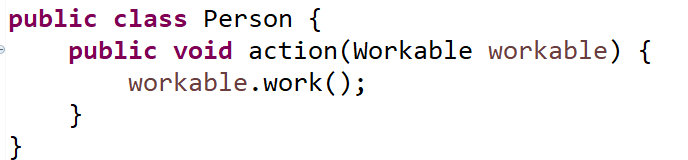 public class Person {
    public void action(Workable workable) {
        workable.work();
    }
}